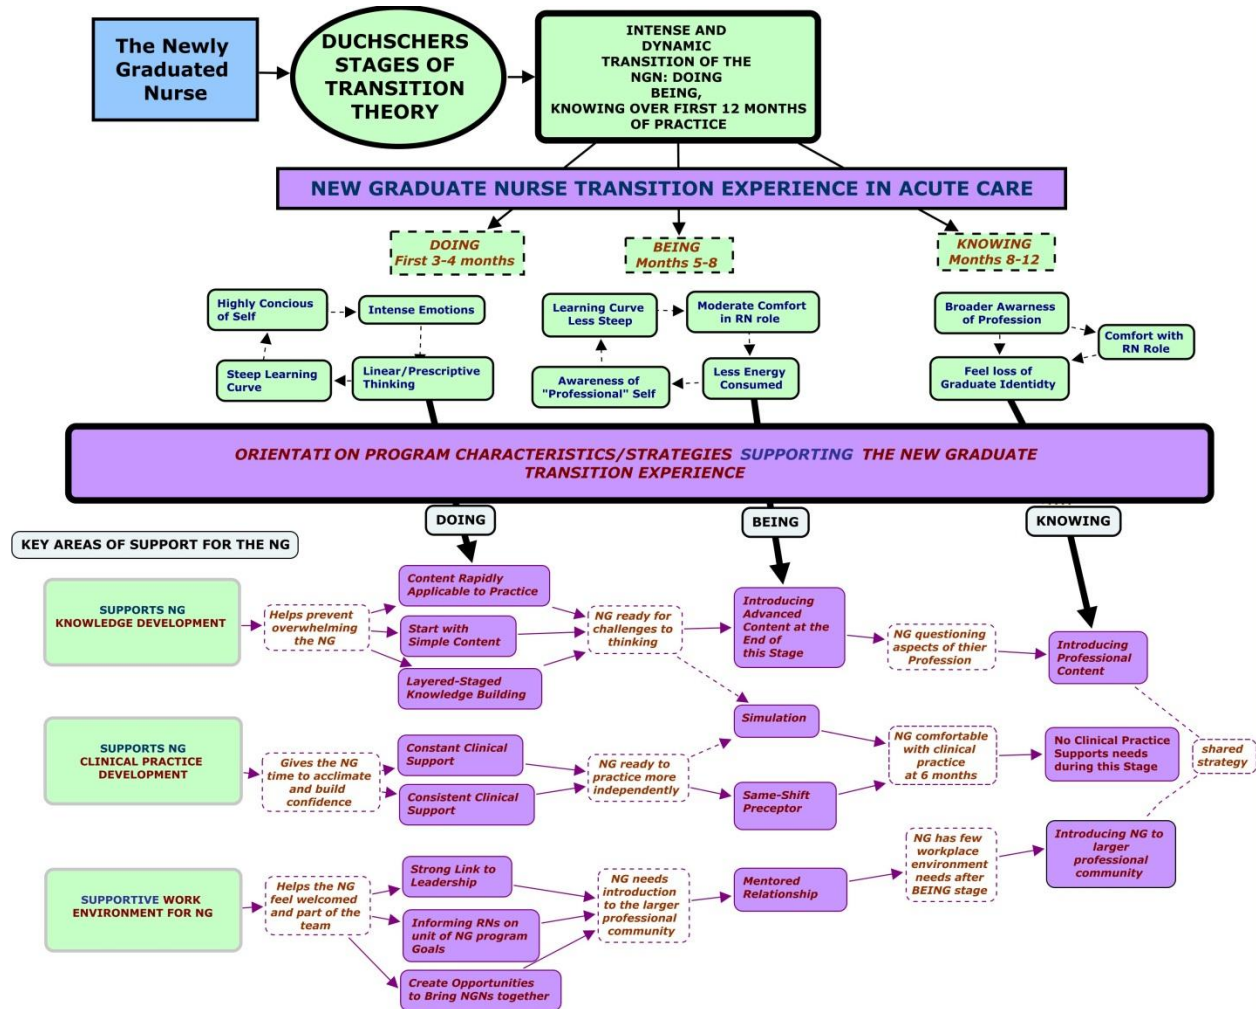 The Newly
Graduated
Nurse
DUCHSCHERS
STAGES OF
TRANSITION
THEORY
INTENSE AND
DYNAMIC
TRANSITION OF THE
NGN: DOING
BEING,
KNOWING OVER FIRST 12 MONTHS
OF PRACTICE
NEW GRADUATE NURSE TRANSITION EXPERIENCE IN ACUTE CARE
DOING
First 3-4 months
BEING
Months 5-8
KNOWING
Months 8-12
Highly Concious
of Self
Intense Emotions
Steep Learning
Curve
Linear/Prescriptive
Thinking
Learning Curve
Less Steep
Moderate Comfort
in RN role
Awareness of
"Professional" Self
Less Energy
Consumed
Broader Awarness
of Profession
Comfort with
RN Role
Feel loss of
Graduate Identidty
ORIENTATI ON PROGRAM CHARACTERISTICS/STRATEGIES SUPPORTING THE NEW GRADUATE
TRANSITION EXPERIENCE
DOING
BEING
KNOWING
KEY AREAS OF SUPPORT FOR THE NG
SUPPORTS NG
KNOWLEDGE DEVELOPMENT
Helps prevent
overwhelming
the NG
Content Rapidly
Applicable to Practice
Start with
Simple Content
Layered-Staged
Knowledge Building
NG ready for
challenges to
thinking
Introducing
Advanced
Content at the
End of
this Stage
NG questioning
aspects of thier
Profession
Introducing
Professional
Content
SUPPORTS NG
CLINICAL PRACTICE
DEVELOPMENT
Gives the NG
time to acclimate
and build
confidence
Constant Clinical
Support
Consistent Clinical
Support
NG ready to
practice more
independently
Simulation
Same-Shift
Preceptor
NG comfortable
with clinical
practice
at 6 months
No Clinical Practice
Supports needs
during this Stage
shared
strategy
SUPPORTIVE WORK
ENVIRONMENT FOR NG
Helps the NG
feel welcomed
and part of the
team
Strong Link to
Leadership
Informing RNs on
unit of NG program
Goals
Create Opportunities
to Bring NGNs together
NG needs
introduction
to the larger
professional
community
Mentored
Relationship
NG has few
workplace
environment
needs after
BEING stage
Introducing NG to
larger
professional
community